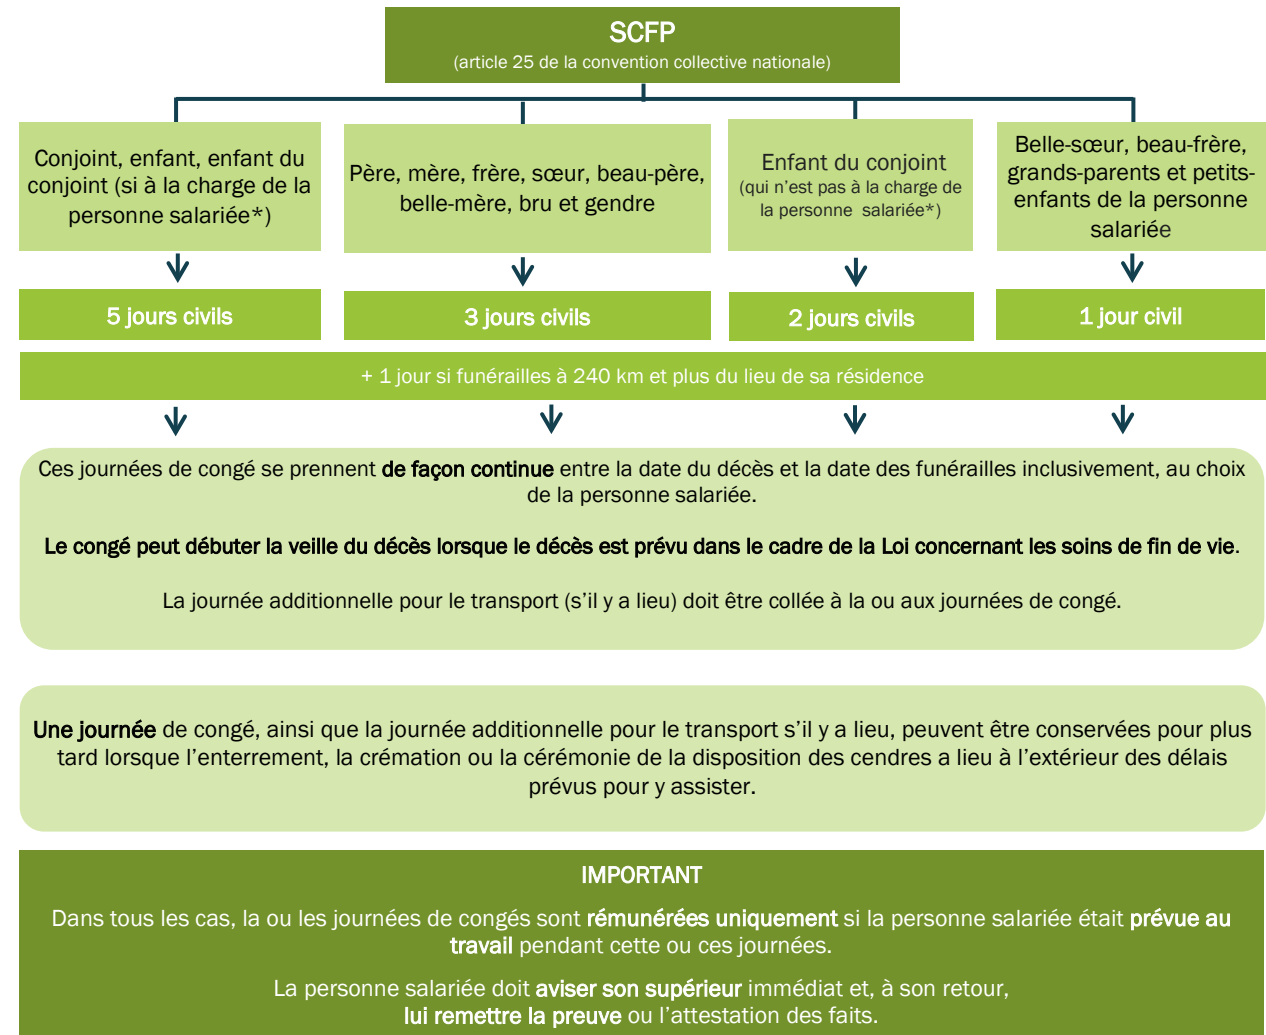 SCFP
(article 25 de la convention collective nationale)
Conjoint, enfant, enfant du
conjoint (si à la charge de la
personne salariée*)
Père, mère, frère, sœur, beau-père,
belle-mère, bru et gendre
Enfant du conjoint
(qui n’est pas à la charge de
la personne salariée*)
Belle-sœur, beau-frère,
grands-parents et petits-
enfants de la personne
salariée
5 jours civils
3 jours civils
2 jours civils
1 jour civil
+ 1 jour si funérailles à 240 km et plus du lieu de sa résidence
Ces journées de congé se prennent de façon continue entre la date du décès et la date des funérailles inclusivement, au choix
de la personne salariée.
Le congé peut débuter la veille du décès lorsque le décès est prévu dans le cadre de la Loi concernant les soins de fin de vie.
La journée additionnelle pour le transport (s’il y a lieu) doit être collée à la ou aux journées de congé.
Une journée de congé, ainsi que la journée additionnelle pour le transport s’il y a lieu, peuvent être conservées pour plus
tard lorsque l’enterrement, la crémation ou la cérémonie de la disposition des cendres a lieu à l’extérieur des délais
prévus pour y assister.
IMPORTANT
Dans tous les cas, la ou les journées de congés sont rémunérées uniquement si la personne salariée était prévue au
travail pendant cette ou ces journées.
La personne salariée doit aviser son supérieur immédiat et, à son retour,
lui remettre la preuve ou l’attestation des faits.